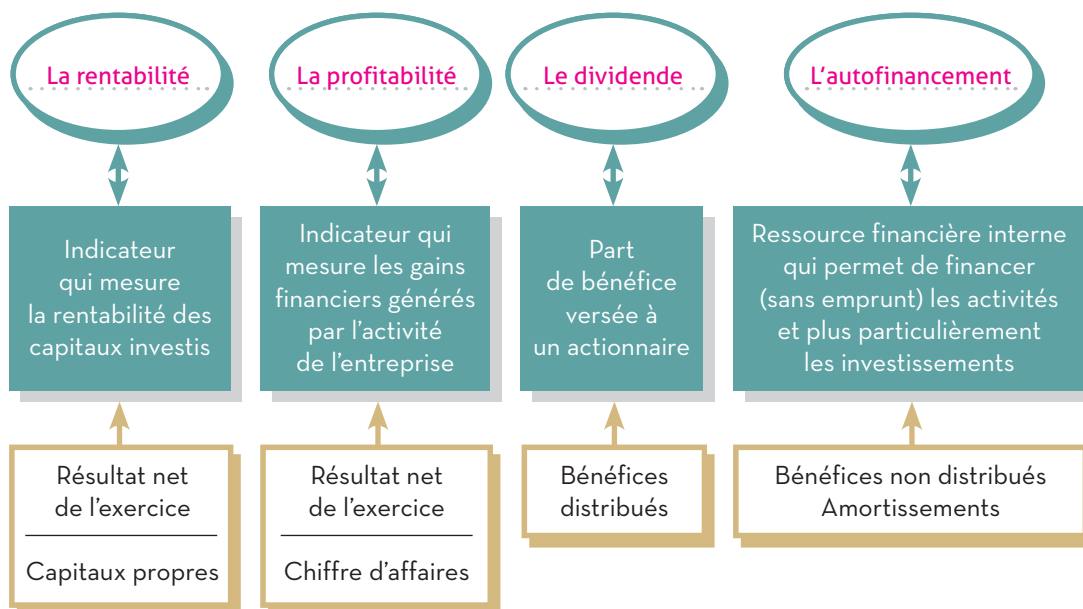 La rentabilité
La profitabilité
Le dividende
L'autofinancement
Indicateur
qui mesure
la rentabilité des
capitaux investis
Indicateur qui
mesure les gains
financiers générés
par l'activité
de l'entreprise
Part
de bénéfice
versée à
un actionnaire
Ressource financière interne
qui permet de financer
(sans emprunt) les activités
et plus particulièrement
les investissements
Résultat net
de l'exercice
Capitaux propres
Résultat net
de l'exercice
Chiffre d'affaires
Bénéfices
distribués
Bénéfices non distribués
Amortissements